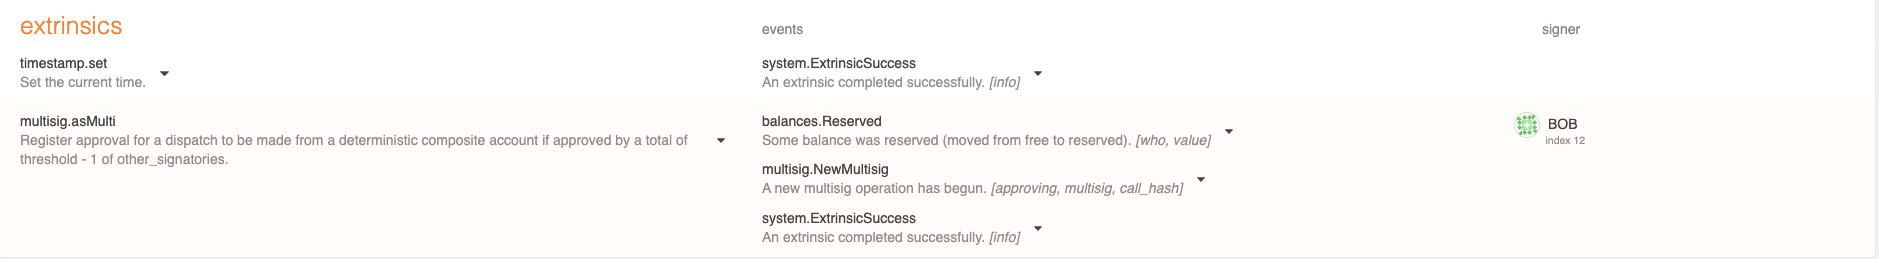 extrinsics
events
signer
timestamp.set
Set the current time.
system.ExtrinsicSuccess
An extrinsic completed successfully. [info]
multisig.asMulti
Register approval for a dispatch to be made from a deterministic composite account if approved by a total of
threshold - 1 of other_signatories.
balances.Reserved
Some balance was reserved (moved from free to reserved). [who, value]
multisig.NewMultisig
A new multisig operation has begun. [approving, multisig, call_hash]
system.ExtrinsicSuccess
An extrinsic completed successfully. [info]
BOB
index 12